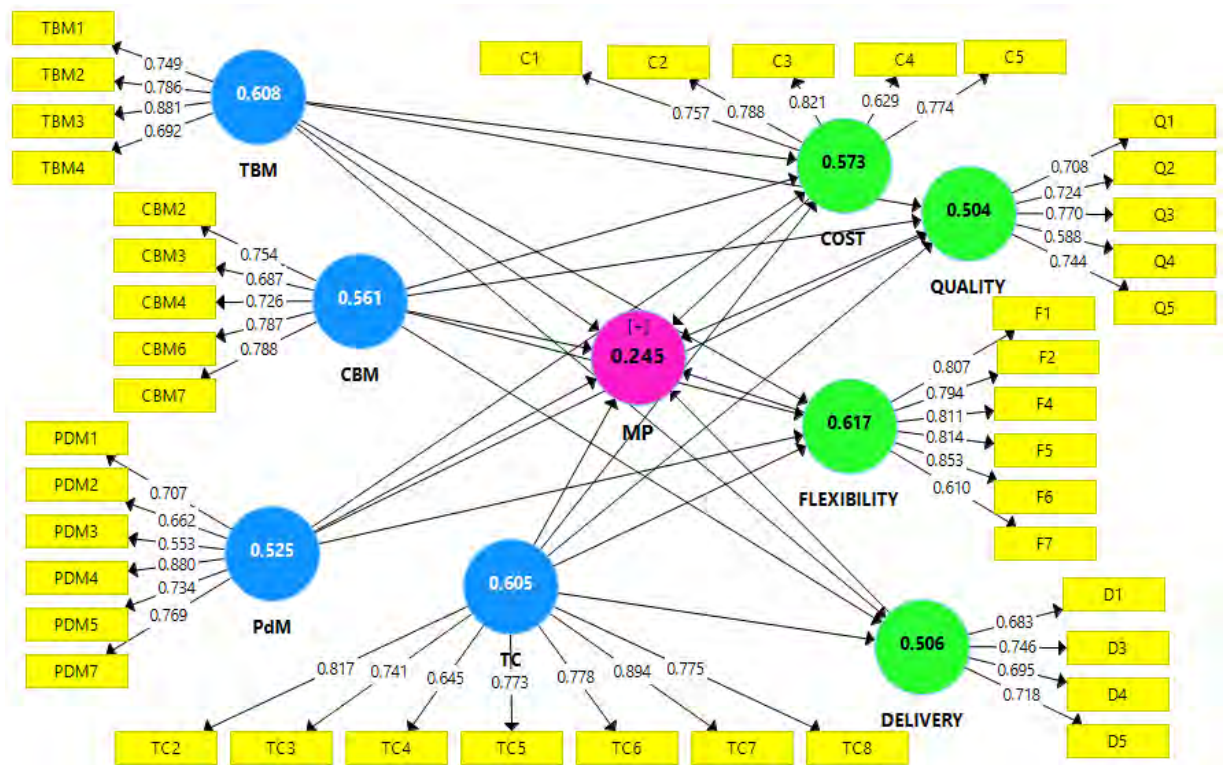 TBM1
TBM2
TBM3
TBM4
0.749
0.786
0.881
0.692
0.608
TBM
C1
C2
C3
C4
C5
0.757
0.788
0.821
0.629
0.774
0.573
COST
Q1
Q2
Q3
Q4
Q5
0.708
0.724
0.770
0.588
0.744
0.504
QUALITY
CBM2
CBM3
CBM4
CBM6
CBM7
0.754
0.687
0.726
0.787
0.788
0.561
CBM
[+]
0.245
MP
F1
F2
F4
F5
F6
F7
0.807
0.794
0.811
0.814
0.853
0.610
0.617
FLEXIBILITY
PDM1
PDM2
PDM3
PDM4
PDM5
PDM7
0.707
0.662
0.553
0.880
0.734
0.769
0.525
PdM
0.605
TC
0.817
0.741
0.645
0.773
0.778
0.894
0.775
TC2
TC3
TC4
TC5
TC6
TC7
TC8
0.506
DELIVERY
0.683
0.746
0.695
0.718
D1
D3
D4
D5